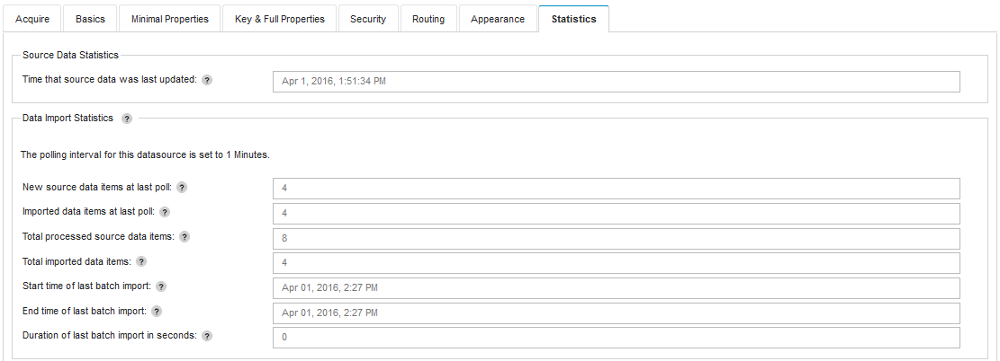 Acquire Basics Minimal Properties Key & Full Properties Security Routing Appearance Statistics
Source Data Statistics
Time that source data was last updated: ? Apr 1, 2016, 1:51:34 PM
Data Import Statistics ?
The polling interval for this datasource is set to 1 Minutes.
New source data items at last poll: ? 4
Imported data items at last poll: ? 4
Total processed source data items: ? 8
Total imported data items: ? 4
Start time of last batch import: ? Apr 01, 2016, 2:27 PM
End time of last batch import: ? Apr 01, 2016, 2:27 PM
Duration of last batch import in seconds: ? 0